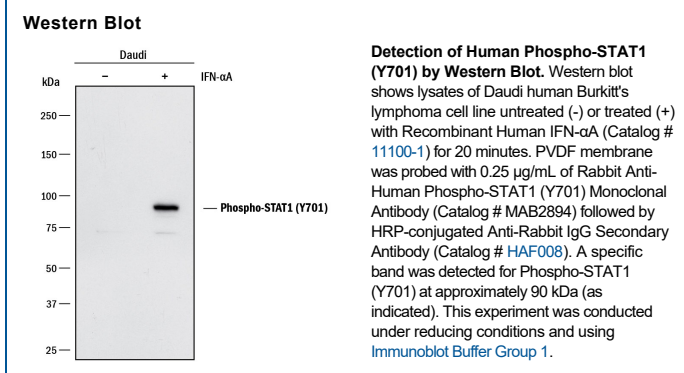 Western Blot
Daudi
– +
IFN-αA
kDa
250
150
100
75
50
37
25
Phospho-STAT1 (Y701)
Detection of Human Phospho-STAT1
(Y701) by Western Blot. Western blot
shows lysates of Daudi human Burkitt's
lymphoma cell line untreated (-) or treated (+)
with Recombinant Human IFN-αA (Catalog #
11100-1) for 20 minutes. PVDF membrane
was probed with 0.25 µg/mL of Rabbit Anti-
Human Phospho-STAT1 (Y701) Monoclonal
Antibody (Catalog # MAB2894) followed by
HRP-conjugated Anti-Rabbit IgG Secondary
Antibody (Catalog # HAF008). A specific
band was detected for Phospho-STAT1
(Y701) at approximately 90 kDa (as
indicated). This experiment was conducted
under reducing conditions and using
Immunoblot Buffer Group 1.